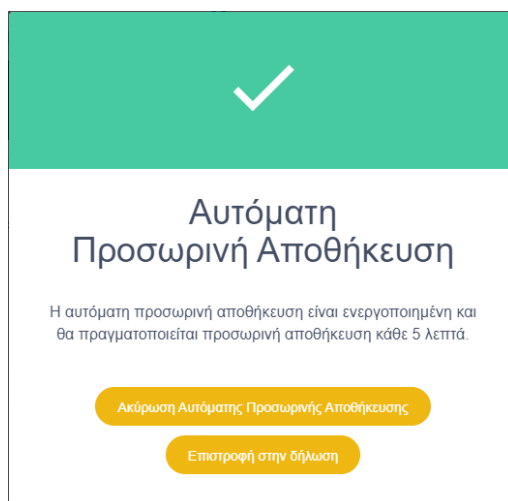 Αυτόματη
Προσωρινή Αποθήκευση
Η αυτόματη προσωρινή αποθήκευση είναι ενεργοποιημένη και
θα πραγματοποιείται προσωρινή αποθήκευση κάθε 5 λεπτά.
Ακύρωση Αυτόματης Προσωρινής Αποθήκευσης
Επιστροφή στην δήλωση